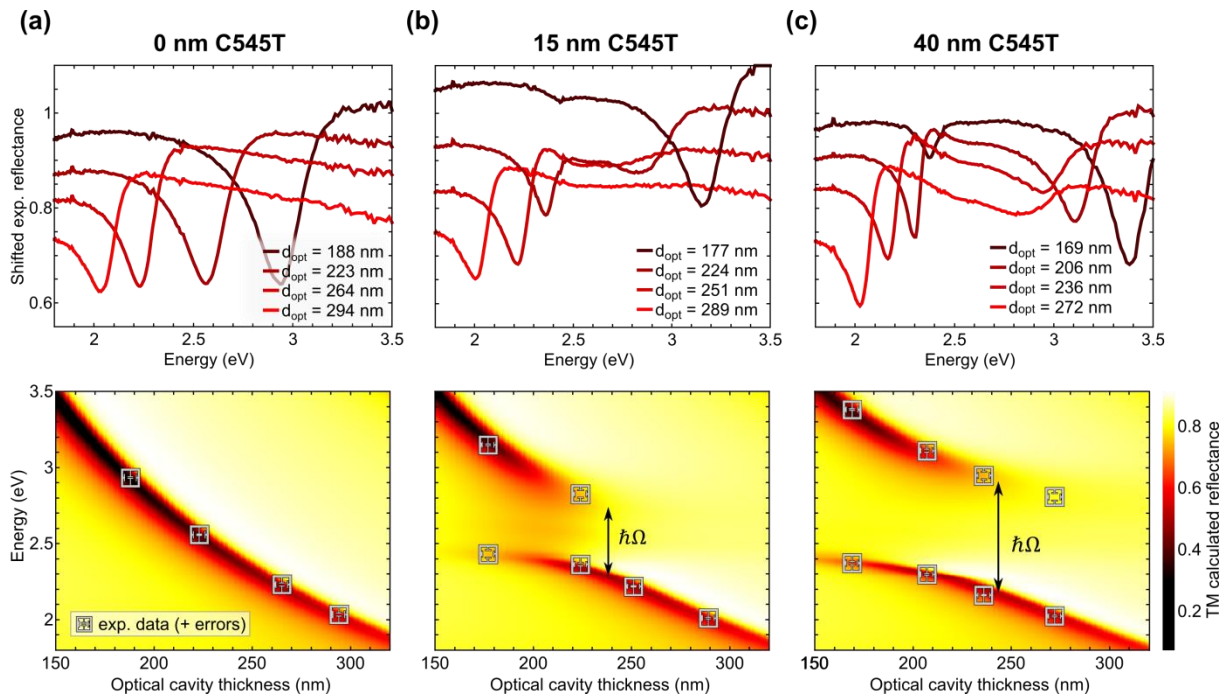 (a)
0 nm C545T
(b)
15 nm C545T
(c)
40 nm C545T
Shifted exp. reflectance
1
0.8
0.6
d_opt = 188 nm
d_opt = 223 nm
d_opt = 264 nm
d_opt = 294 nm
2 2.5 3 3.5
Energy (eV)
d_opt = 177 nm
d_opt = 224 nm
d_opt = 251 nm
d_opt = 289 nm
2 2.5 3 3.5
Energy (eV)
d_opt = 169 nm
d_opt = 206 nm
d_opt = 236 nm
d_opt = 272 nm
2 2.5 3 3.5
Energy (eV)
Energy (eV)
3.5
3
2.5
2
exp. data (+ errors)
150 200 250 300
Optical cavity thickness (nm)
ℏΩ
150 200 250 300
Optical cavity thickness (nm)
ℏΩ
150 200 250 300
Optical cavity thickness (nm)
0.8
0.6
0.4
0.2
TM calculated reflectance